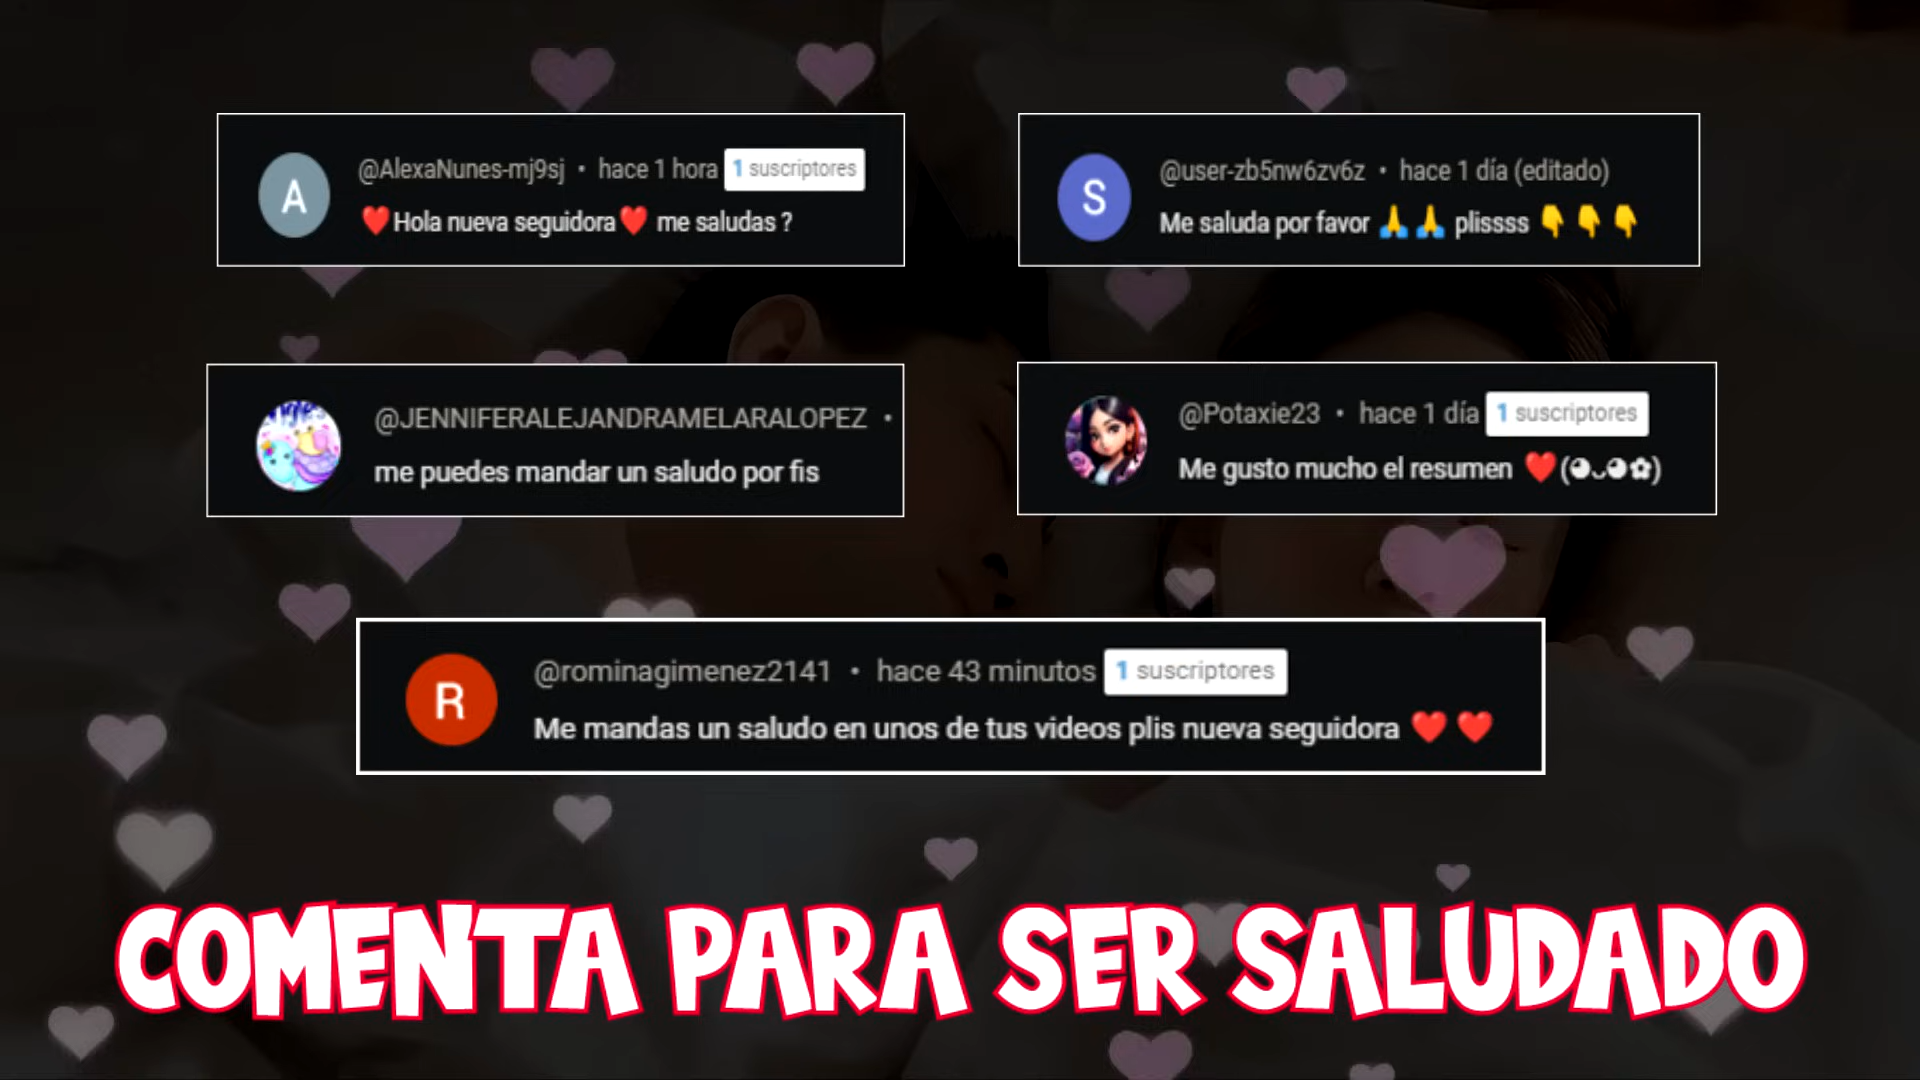 A
@AlexaNunes-mj9sj • hace 1 hora 1 suscriptores
❤️Hola nueva seguidora❤️ me saludas ?
S
@user-zb5nw6zv6z • hace 1 día (editado)
Me saluda por favor 🙏🙏 plissss 👇👇👇
@JENNIFERALEJANDRAMELARALOPEZ •
me puedes mandar un saludo por fis
@Potaxie23 • hace 1 día 1 suscriptores
Me gusto mucho el resumen ❤️(◕ᴗ◕✿)
R
@rominagimenez2141 • hace 43 minutos 1 suscriptores
Me mandas un saludo en unos de tus videos plis nueva seguidora ❤️❤️
COMENTA PARA SER SALUDADO